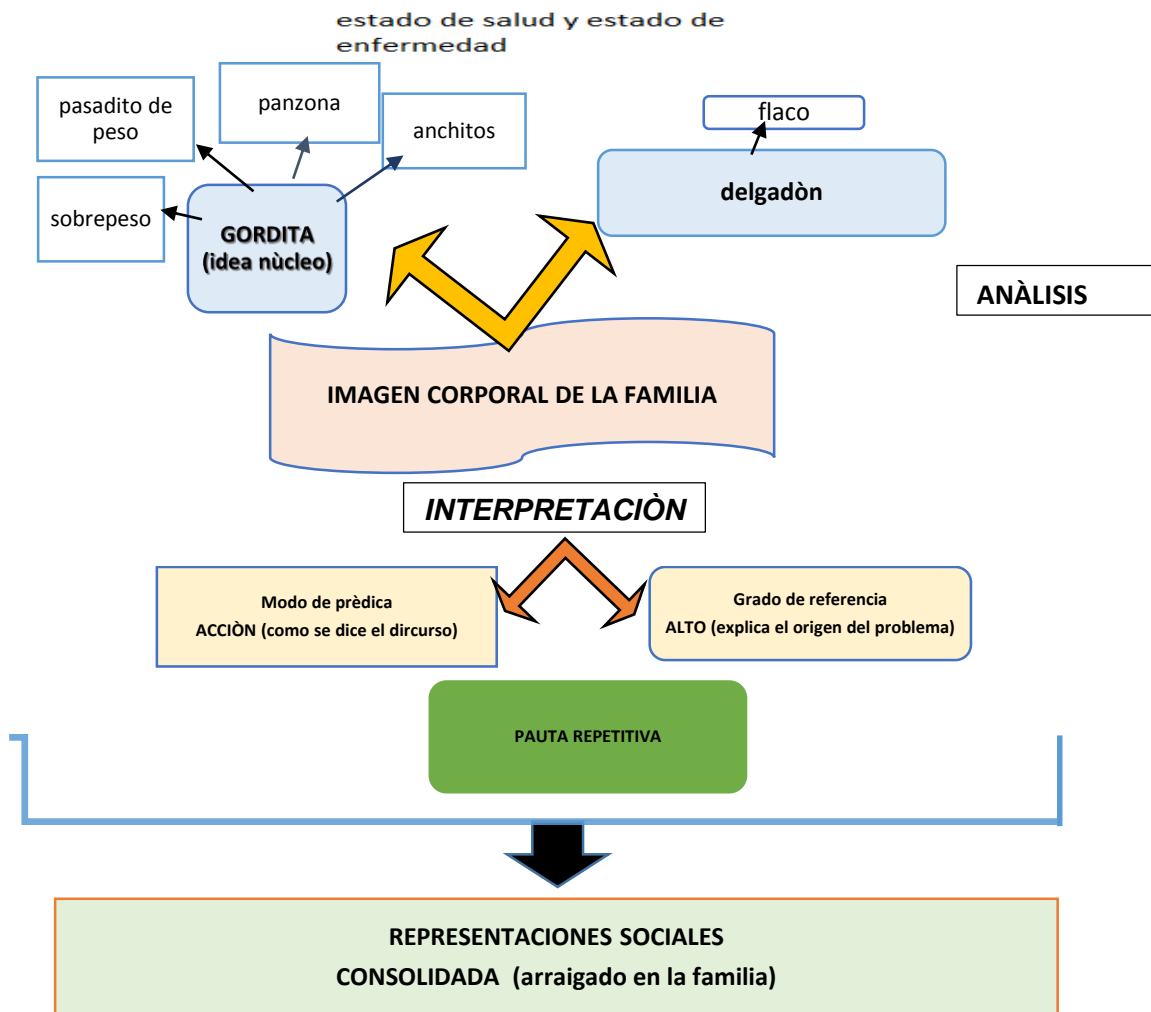 estado de salud y estado de
enfermedad
pasadito de
peso
panzona
anchitos
flaco
delgadòn
sobrepeso
GORDITA
(idea nùcleo)
ANÀLISIS
IMAGEN CORPORAL DE LA FAMILIA
INTERPRETACIÒN
Modo de prèdica
ACCIÒN (como se dice el dircurso)
Grado de referencia
ALTO (explica el origen del problema)
PAUTA REPETITIVA
REPRESENTACIONES SOCIALES
CONSOLIDADA (arraigado en la familia)